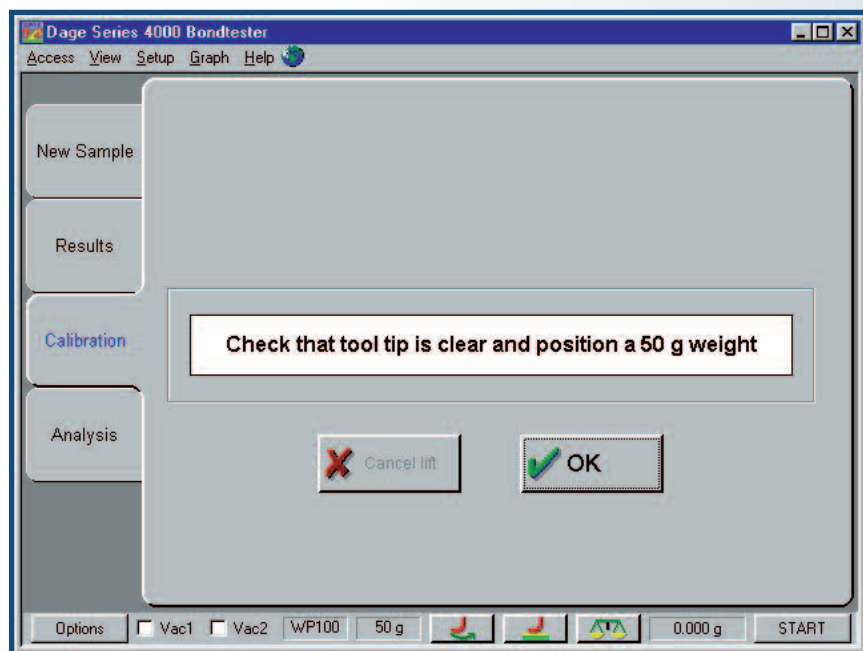 Dage Series 4000 Bondtester
Access View Setup Graph Help
New Sample
Results
Calibration
Analysis
Check that tool tip is clear and position a 50 g weight
Cancel lift
OK
Options Vac1 Vac2 WP100 50 g 0.000 g START